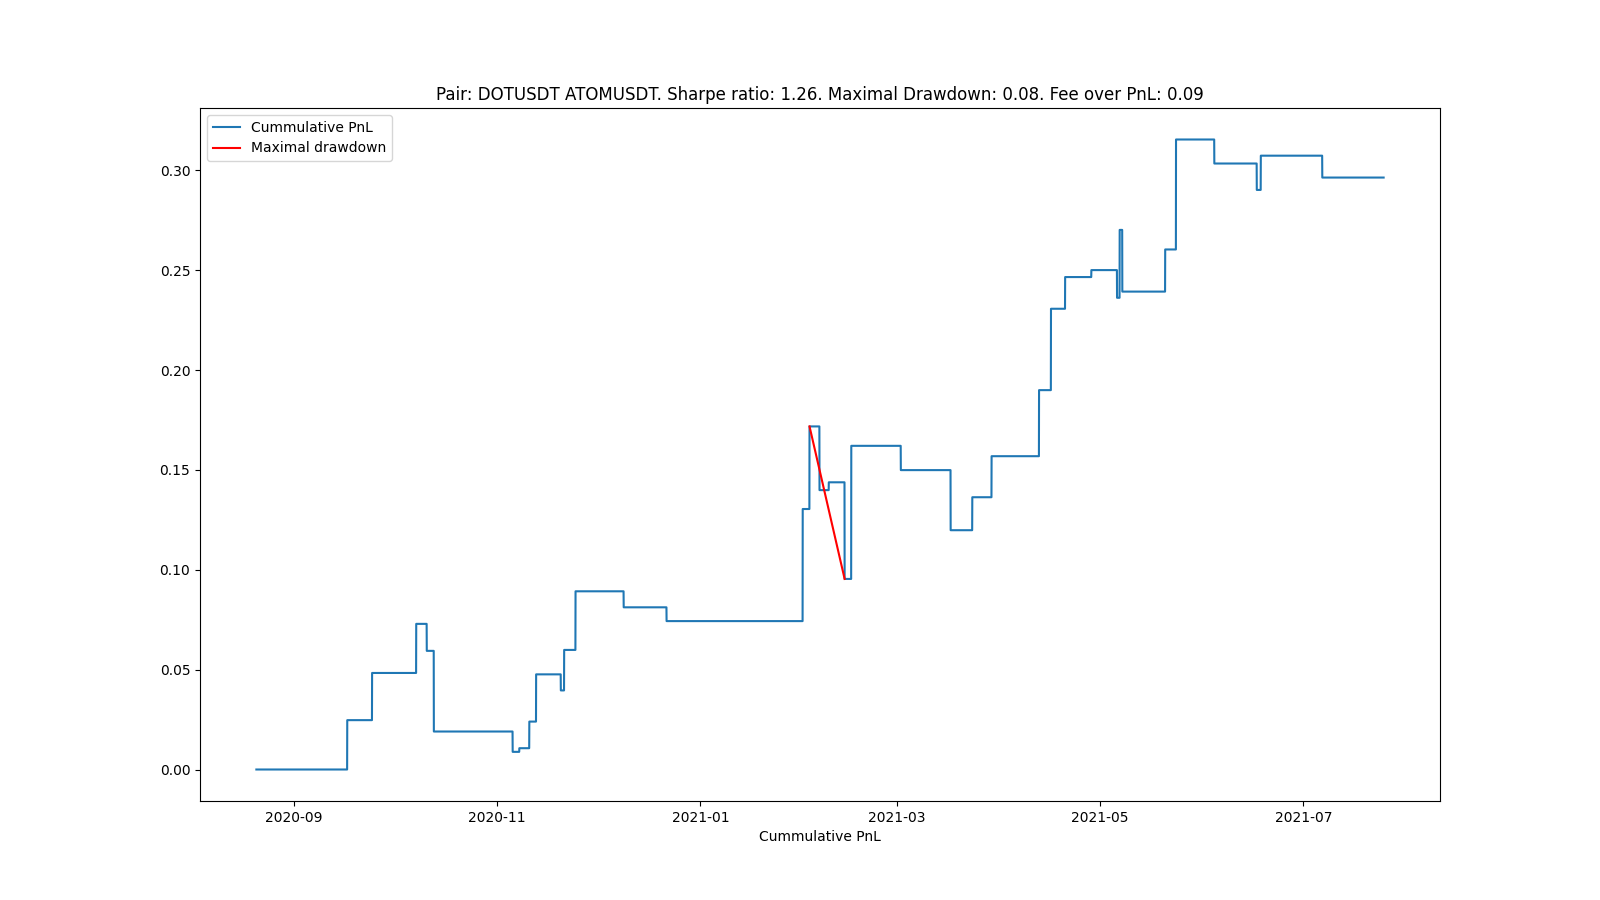 Pair: DOTUSDT ATOMUSDT. Sharpe ratio: 1.26. Maximal Drawdown: 0.08. Fee over PnL: 0.09
Cummulative PnL
Maximal drawdown
0.30
0.25
0.20
0.15
0.10
0.05
0.00
2020-09 2020-11 2021-01 2021-03 2021-05 2021-07
Cummulative PnL